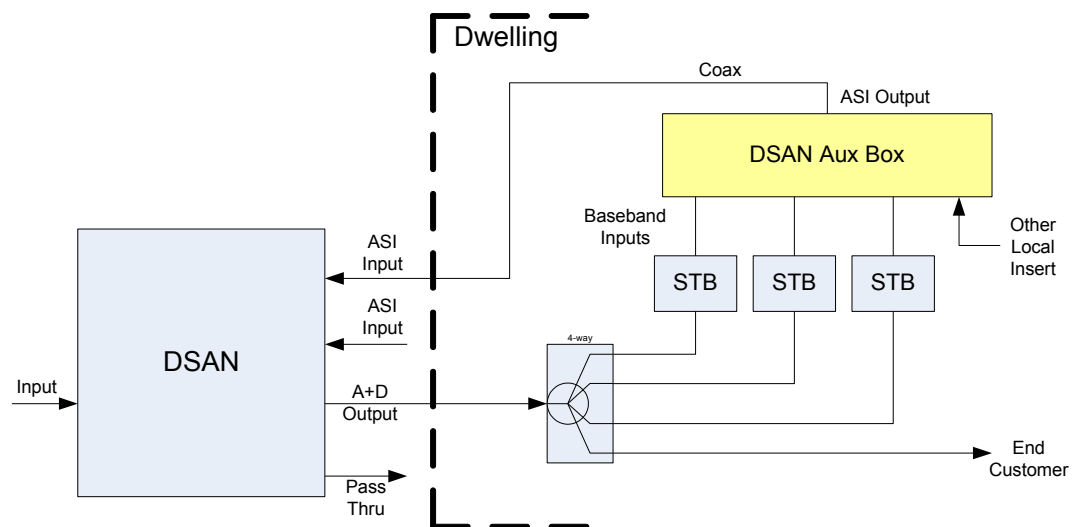 Dwelling
Coax
ASI Output
DSAN Aux Box
Baseband
Inputs
Other
Local
Insert
STB
STB
STB
ASI
Input
ASI
Input
DSAN
4-way
Input
A+D
Output
End
Customer
Pass
Thru